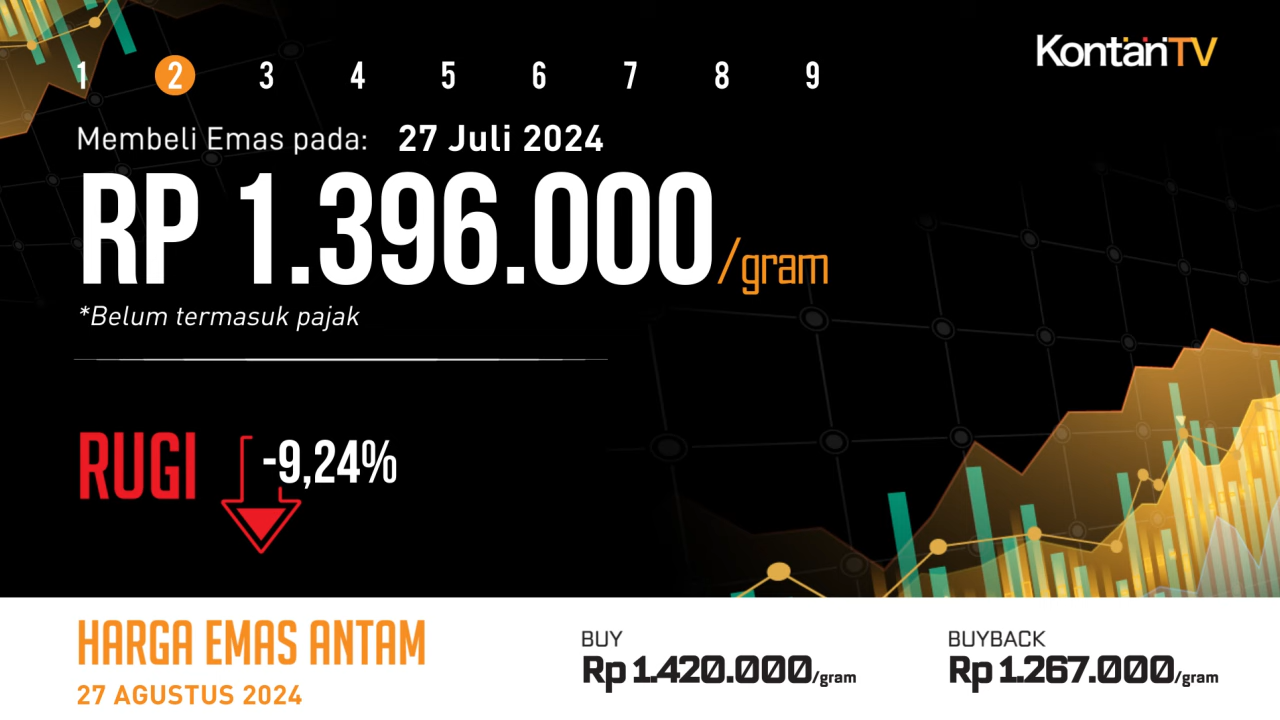 KontanTV
1 2 3 4 5 6 7 8 9
Membeli Emas pada: 27 Juli 2024
RP 1.396.000/gram
*Belum termasuk pajak
RUGI -9,24%
HARGA EMAS ANTAM
27 AGUSTUS 2024
BUY
Rp 1.420.000/gram
BUYBACK
Rp 1.267.000/gram